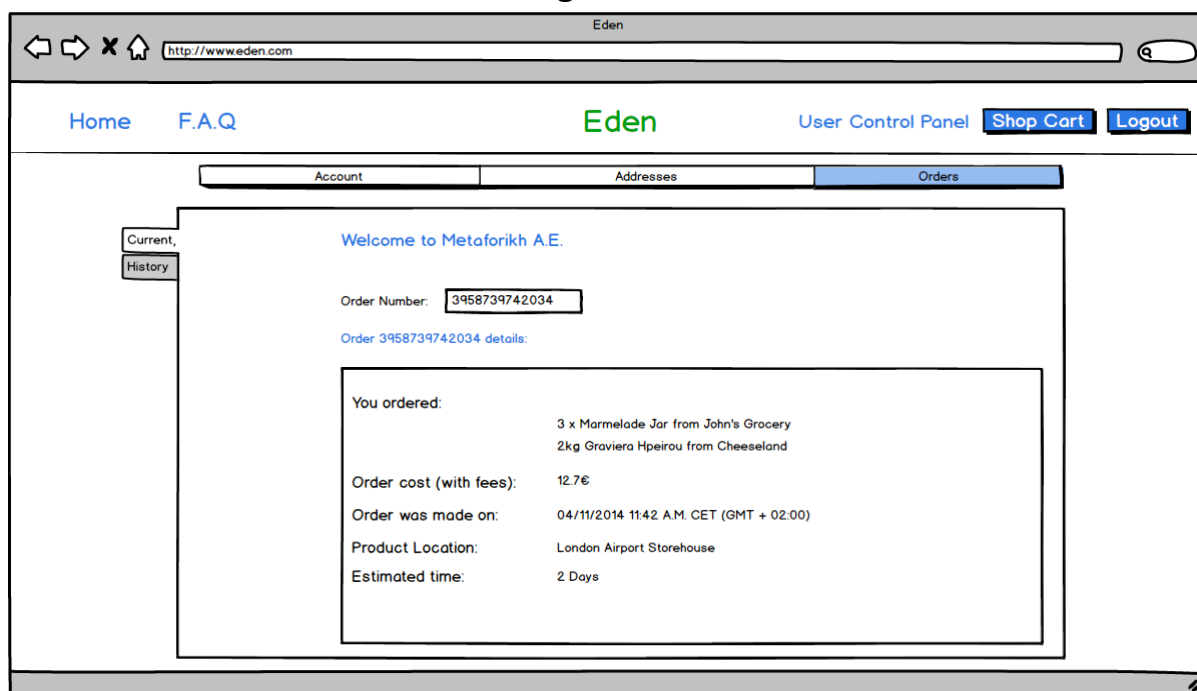 Eden
http://www.eden.com
Home F.A.Q Eden User Control Panel Shop Cart Logout
Account Addresses Orders
Current,
History
Welcome to Metaforikh A.E.
Order Number: 3958739742034
Order 3958739742034 details:
You ordered:
3 x Marmelade Jar from John's Grocery
2kg Graviera Hpeirou from Cheeseland
Order cost (with fees): 12.7€
Order was made on: 04/11/2014 11:42 A.M. CET (GMT + 02:00)
Product Location: London Airport Storehouse
Estimated time: 2 Days